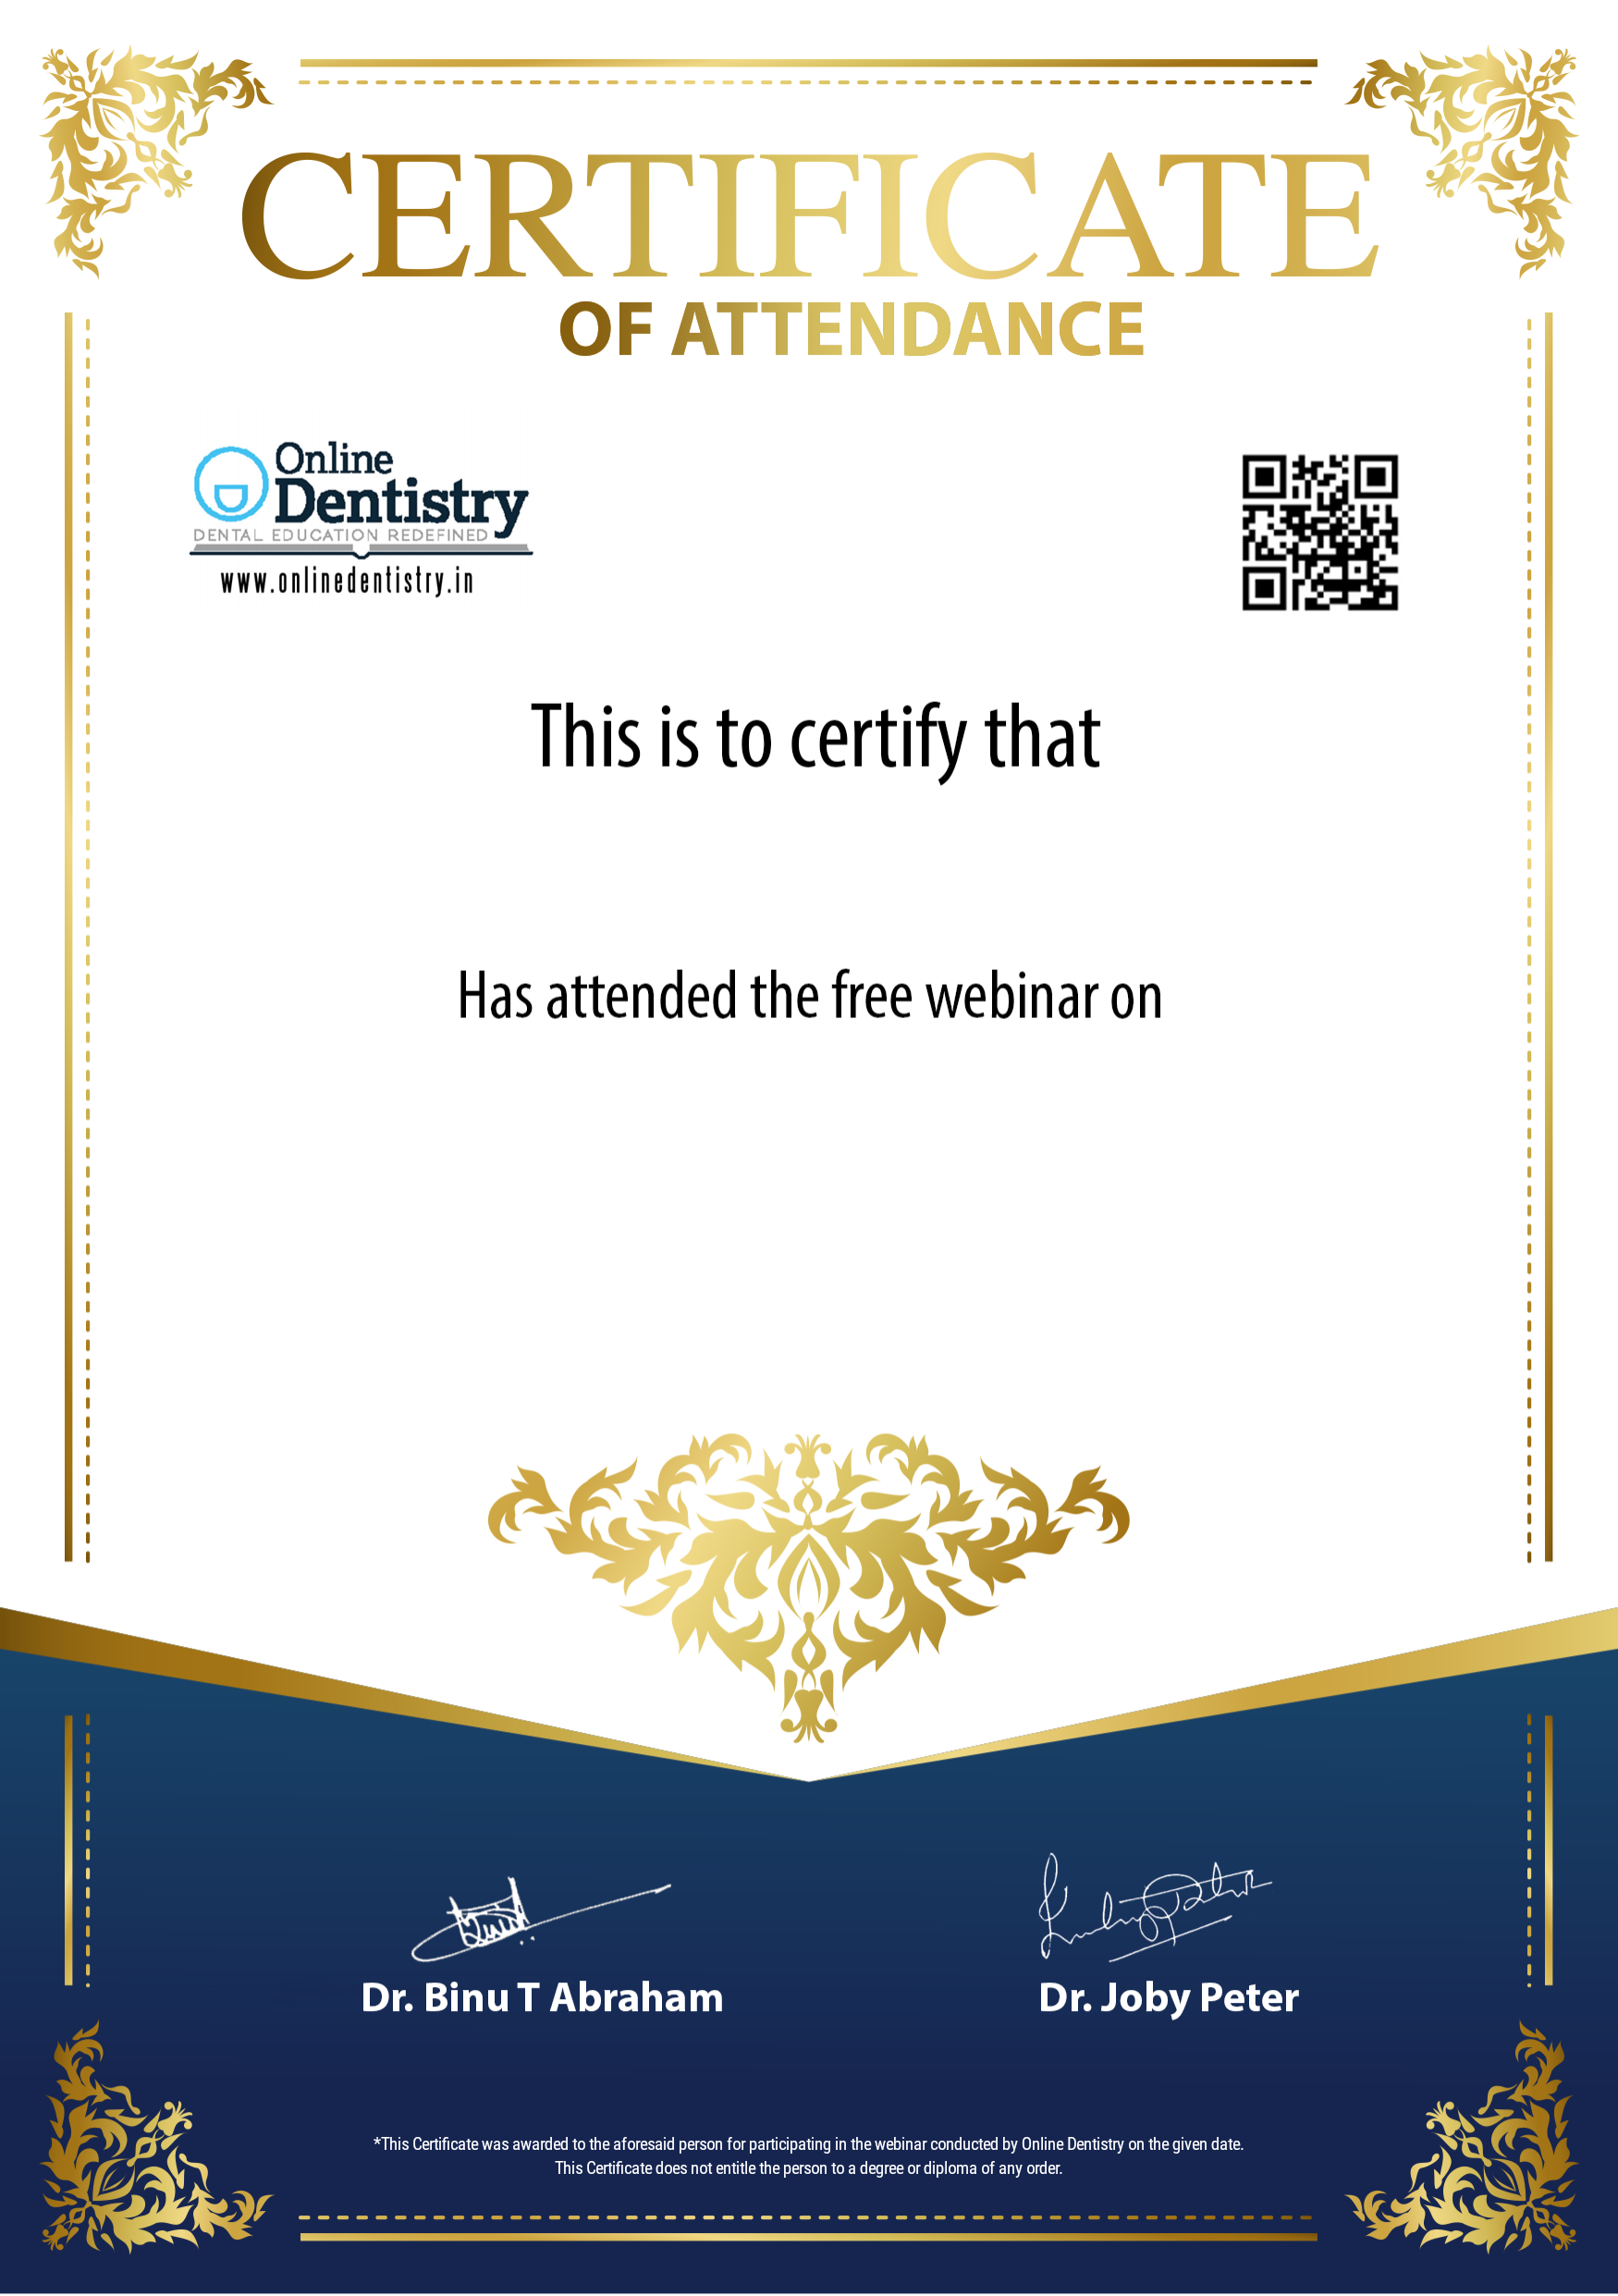 CERTIFICATE
OF ATTENDANCE
Online
Dentistry
DENTAL EDUCATION REDEFINED
www.onlinedentistry.in
This is to certify that
Has attended the free webinar on
Dr. Binu T Abraham
Dr. Joby Peter
*This Certificate was awarded to the aforesaid person for participating in the webinar conducted by Online Dentistry on the given date.
This Certificate does not entitle the person to a degree or diploma of any order.